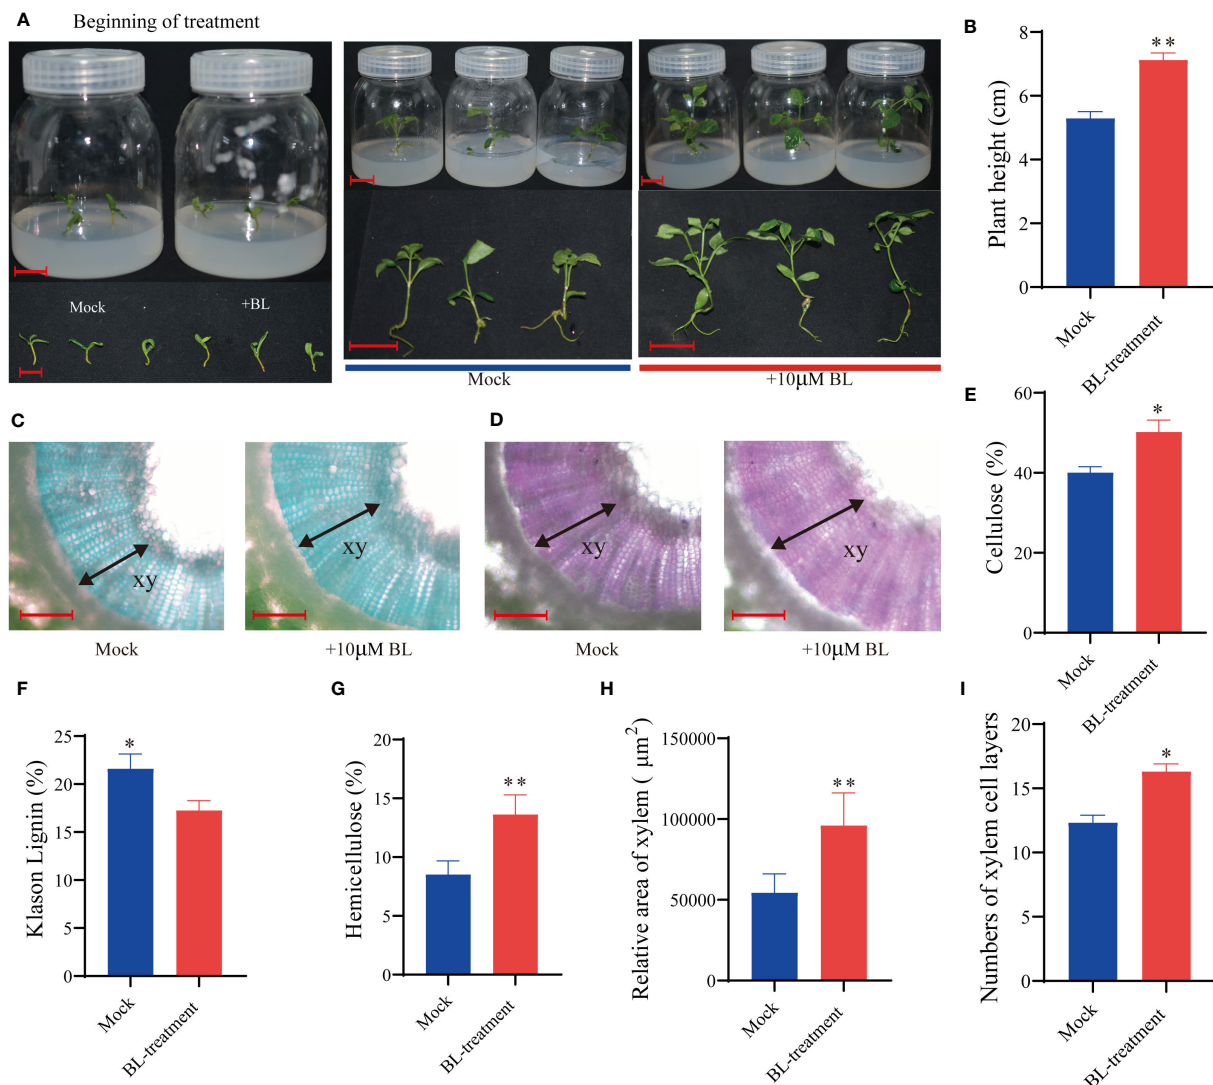 A
Beginning of treatment
Mock
+BL
Mock
+10μM BL
B
Plant height (cm)
8
6
4
2
0
**
Mock
BL-treatment
C
xy
xy
Mock
+10μM BL
D
xy
xy
Mock
+10μM BL
E
Cellulose (%)
60
40
20
0
*
Mock
BL-treatment
F
Klason Lignin (%)
25
20
15
10
5
0
*
Mock
BL-treatment
G
Hemicellulose (%)
20
15
10
5
0
**
Mock
BL-treatment
H
Relative area of xylem ( μm²)
150000
100000
50000
0
**
Mock
BL-treatment
I
Numbers of xylem cell layers
20
15
10
5
0
*
Mock
BL-treatment